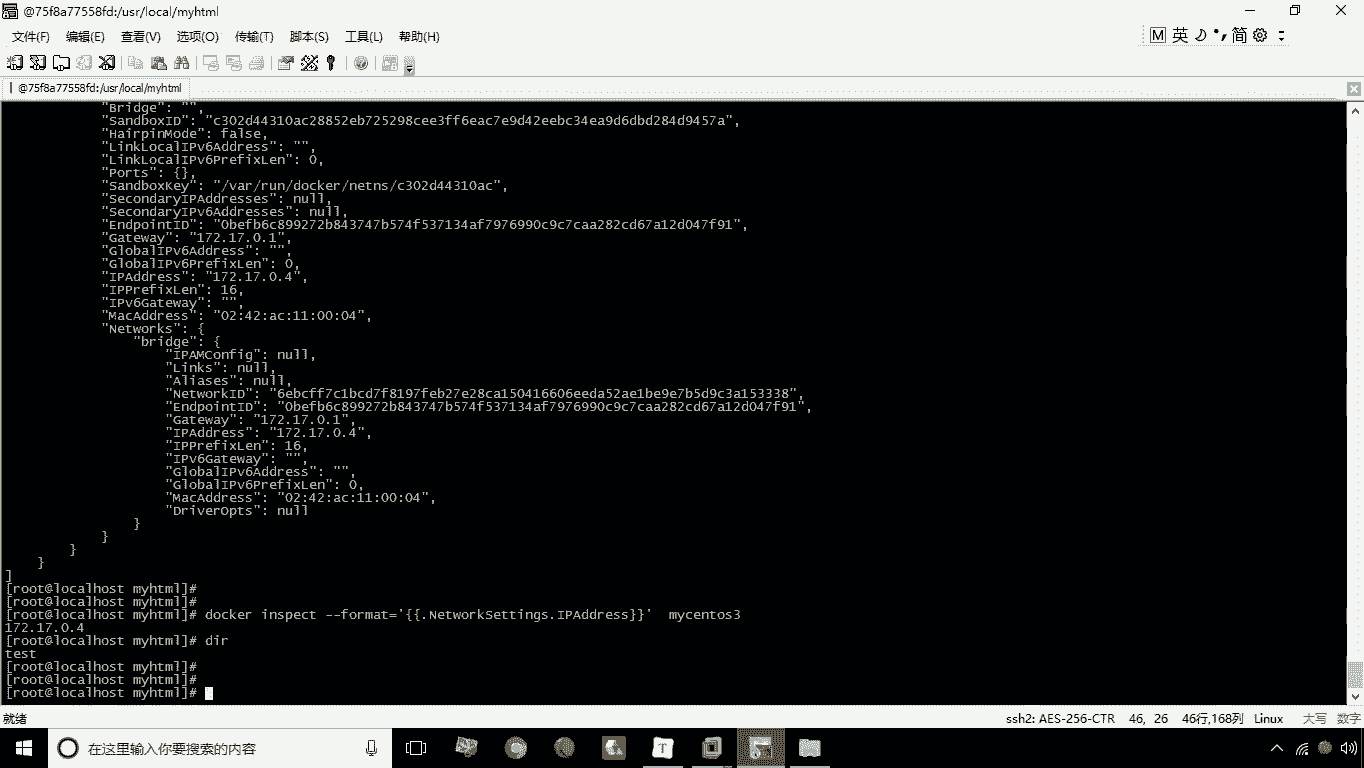 @75f8a77558fd:/usr/local/myhtml
文件(F) 编辑(E) 查看(V) 选项(O) 传输(T) 脚本(S) 工具(L) 帮助(H)
M 英 简
@75f8a77558fd:/usr/local/myhtml
"Bridge": "",
"SandboxID": "c302d44310ac28852eb725298cee3ff6eac7e9d42eebc34ea9d6dbd284d9457a",
"HairpinMode": false,
"LinkLocalIPv6Address": "",
"LinkLocalIPv6PrefixLen": 0,
"Ports": {},
"SandboxKey": "/var/run/docker/netns/c302d44310ac",
"SecondaryIPAddresses": null,
"SecondaryIPv6Addresses": null,
"EndpointID": "0befb6c899272b843747b574f537134af7976990c9c7caa282cd67a12d047f91",
"Gateway": "172.17.0.1",
"GlobalIPv6Address": "",
"GlobalIPv6PrefixLen": 0,
"IPAddress": "172.17.0.4",
"IPPrefixLen": 16,
"IPv6Gateway": "",
"MacAddress": "02:42:ac:11:00:04",
"Networks": {
"bridge": {
"IPAMConfig": null,
"Links": null,
"Aliases": null,
"NetworkID": "6ebcff7c1bcd7f8197feb27e28ca150416606eeda52ae1be9e7b5d9c3a153338",
"EndpointID": "0befb6c899272b843747b574f537134af7976990c9c7caa282cd67a12d047f91",
"Gateway": "172.17.0.1",
"IPAddress": "172.17.0.4",
"IPPrefixLen": 16,
"IPv6Gateway": "",
"GlobalIPv6Address": "",
"GlobalIPv6PrefixLen": 0,
"MacAddress": "02:42:ac:11:00:04",
"DriverOpts": null
}
}
}
}
]
[root@localhost myhtml]#
[root@localhost myhtml]#
[root@localhost myhtml]# docker inspect --format='{{.NetworkSettings.IPAddress}}' mycentos3
172.17.0.4
[root@localhost myhtml]# dir
test
[root@localhost myhtml]#
[root@localhost myhtml]#
[root@localhost myhtml]#
就绪 ssh2: AES-256-CTR 46, 26 46行,168列 Linux 大写 数字
在这里输入你要搜索的内容 T